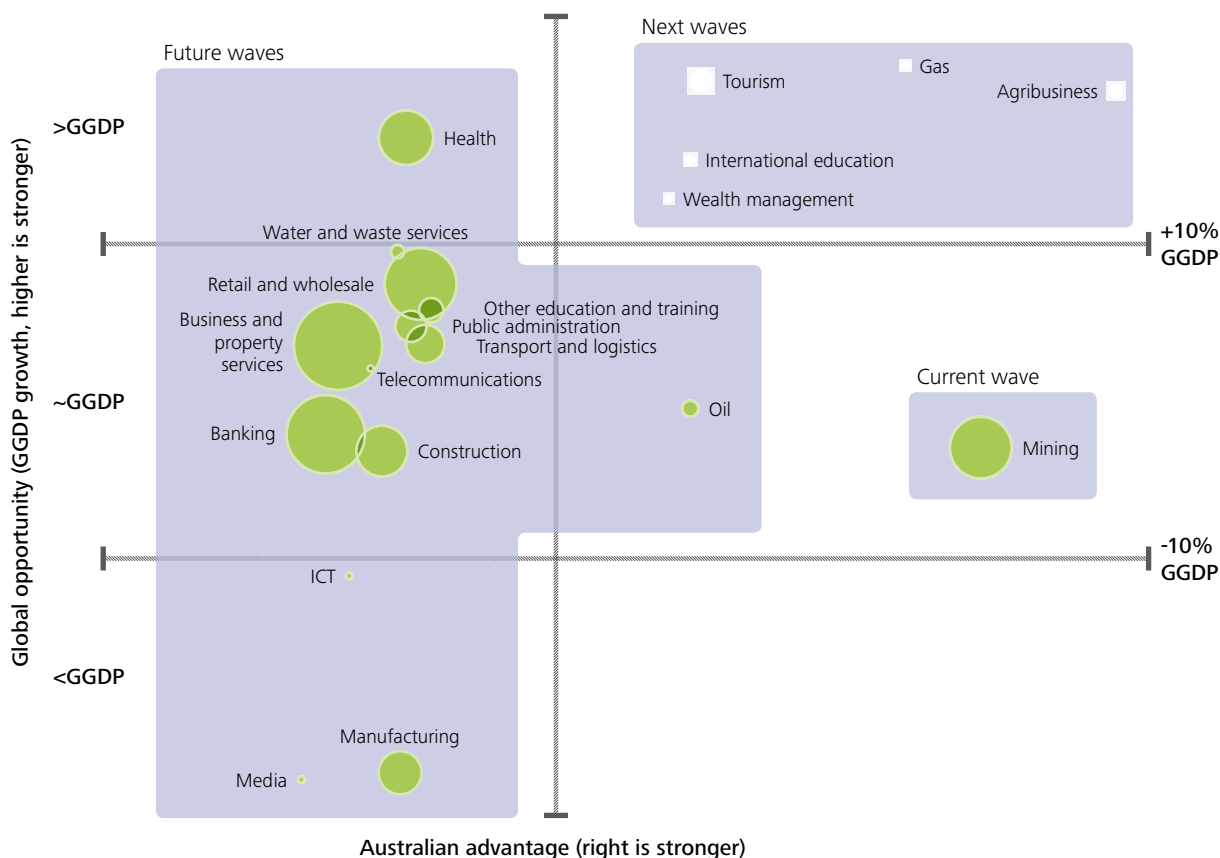 Next waves
Future waves
Gas
Tourism
Agribusiness
>GGDP
Health
International education
Wealth management
Water and waste services
+10%
GGDP
Retail and wholesale
Other education and training
Business and
property
services
Public administration
Transport and logistics
Telecommunications
Current wave
~GGDP
Oil
Banking
Construction
Mining
-10%
GGDP
ICT
<GGDP
Manufacturing
Media
Global opportunity (GGDP growth, higher is stronger)
Australian advantage (right is stronger)